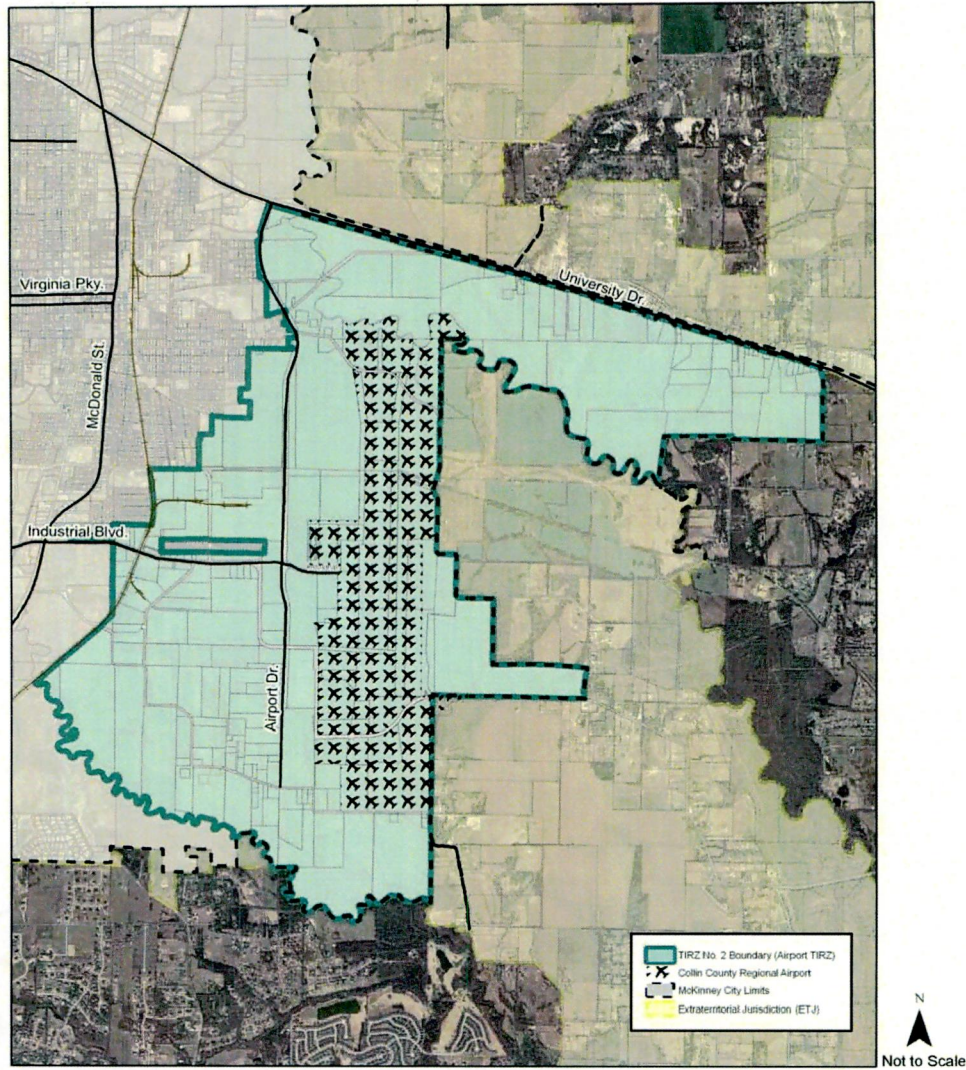 University Dr.
Virginia Pky.
McDonald St.
Industrial Blvd.
Airport Dr.
TIRZ No. 2 Boundary (Airport TIRZ)
Collin County Regional Airport
McKinney City Limits
Extraterritorial Jurisdiction (ETJ)
N
Not to Scale